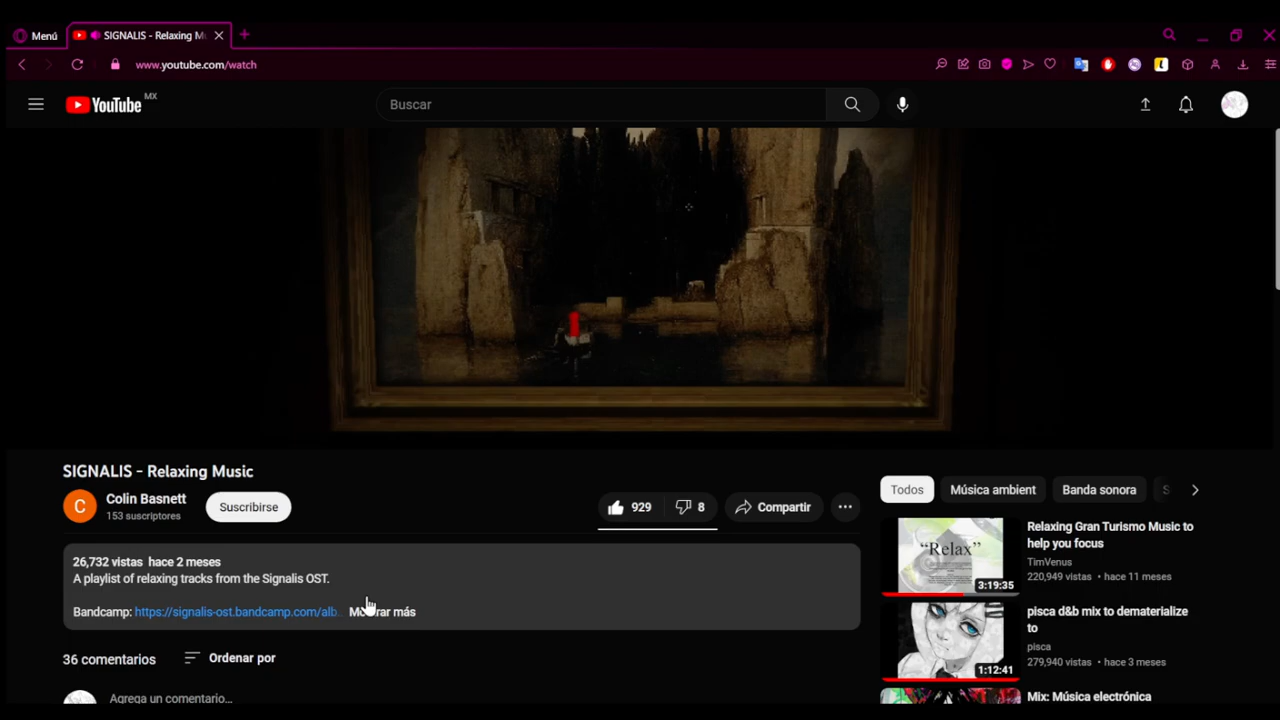 Menú
SIGNALIS - Relaxing M
www.youtube.com/watch
YouTube MX
Buscar
SIGNALIS - Relaxing Music
C
Colin Basnett
153 suscriptores
Suscribirse
929
8
Compartir
26,732 vistas hace 2 meses
A playlist of relaxing tracks from the Signalis OST.
Bandcamp: https://signalis-ost.bandcamp.com/alb...
más
36 comentarios
Ordenar por
Agrega un comentario...
Todos
Música ambient
Banda sonora
S
"Relax"
3:19:35
Relaxing Gran Turismo Music to
help you focus
TimVenus
220,949 vistas • hace 11 meses
1:12:41
pisca d&b mix to dematerialize
to
pisca
279,940 vistas • hace 3 meses
Mix: Música electrónica